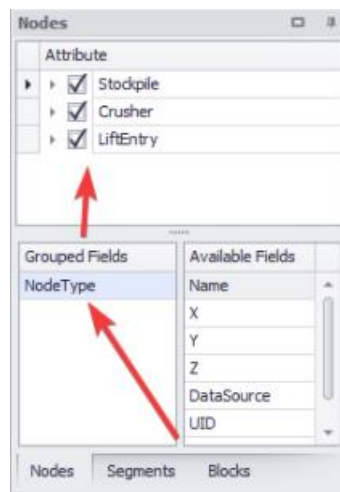 Nodes
Attribute
Stockpile
Crusher
LiftEntry
Grouped Fields
Available Fields
NodeType
Name
X
Y
Z
DataSource
UID
Nodes Segments Blocks